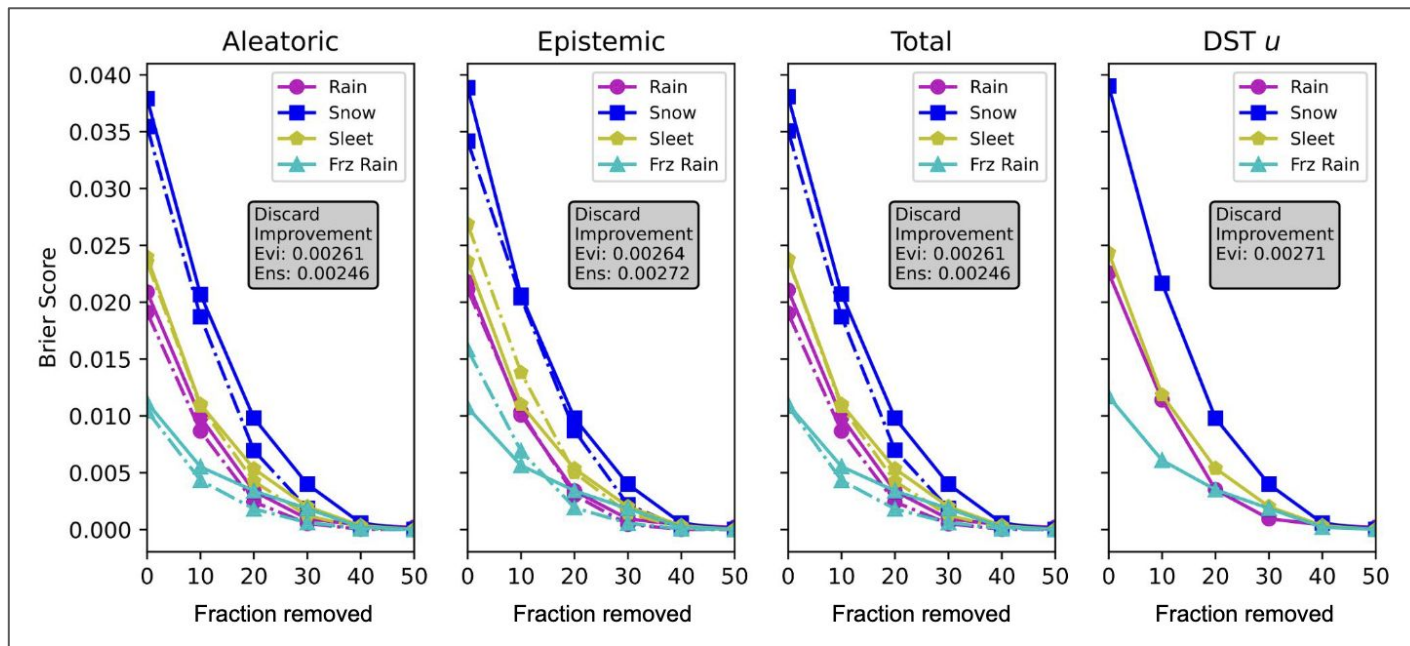 Aleatoric
Epistemic
Total
DST u
Brier Score
0.040
0.035
0.030
0.025
0.020
0.015
0.010
0.005
0.000
Rain
Snow
Sleet
Frz Rain
Discard
Improvement
Evi: 0.00261
Ens: 0.00246
0 10 20 30 40 50
Fraction removed
Rain
Snow
Sleet
Frz Rain
Discard
Improvement
Evi: 0.00264
Ens: 0.00272
0 10 20 30 40 50
Fraction removed
Rain
Snow
Sleet
Frz Rain
Discard
Improvement
Evi: 0.00261
Ens: 0.00246
0 10 20 30 40 50
Fraction removed
Rain
Snow
Sleet
Frz Rain
Discard
Improvement
Evi: 0.00271
0 10 20 30 40 50
Fraction removed